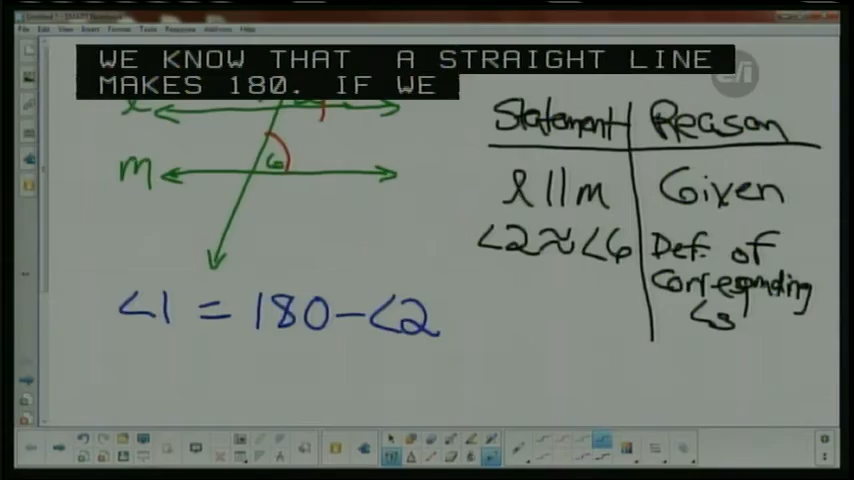 WE KNOW THAT A STRAIGHT LINE
MAKES 180. IF WE
e/i
l
6
m
<1 = 180-<2
Statement Reason
l || m Given
<2≈<6 Def. of
Corresponding
<s